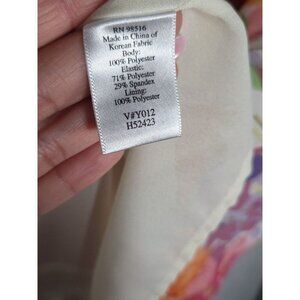 RN 98516
Made in China of
Korean Fabric
Body:
100% Polyester
Elastic:
71% Polyester
29% Spandex
Lining:
100% Polyester
V#Y012
H52423